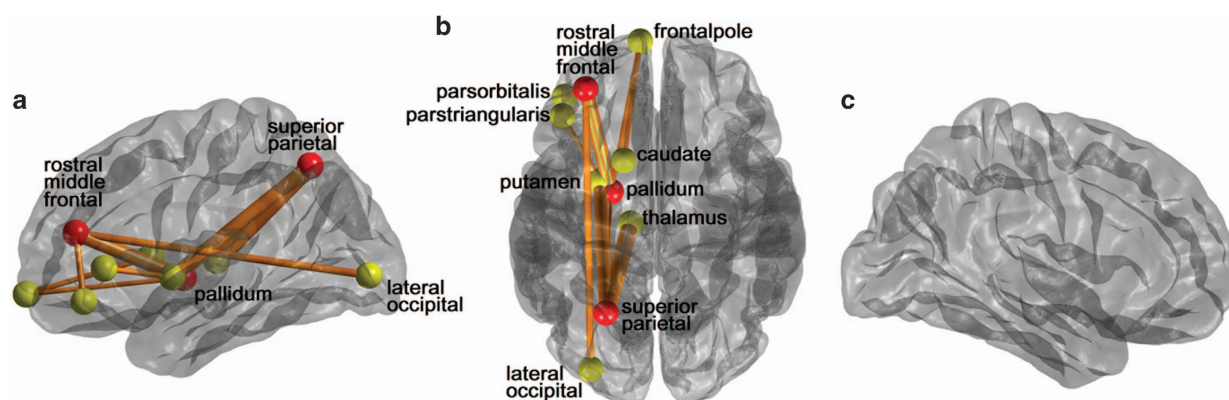 a
superior
parietal
rostral
middle
frontal
pallidum
lateral
occipital
b
rostral
middle
frontal
frontalpole
parsorbitalis
parstriangularis
caudate
putamen
pallidum
thalamus
superior
parietal
lateral
occipital
c